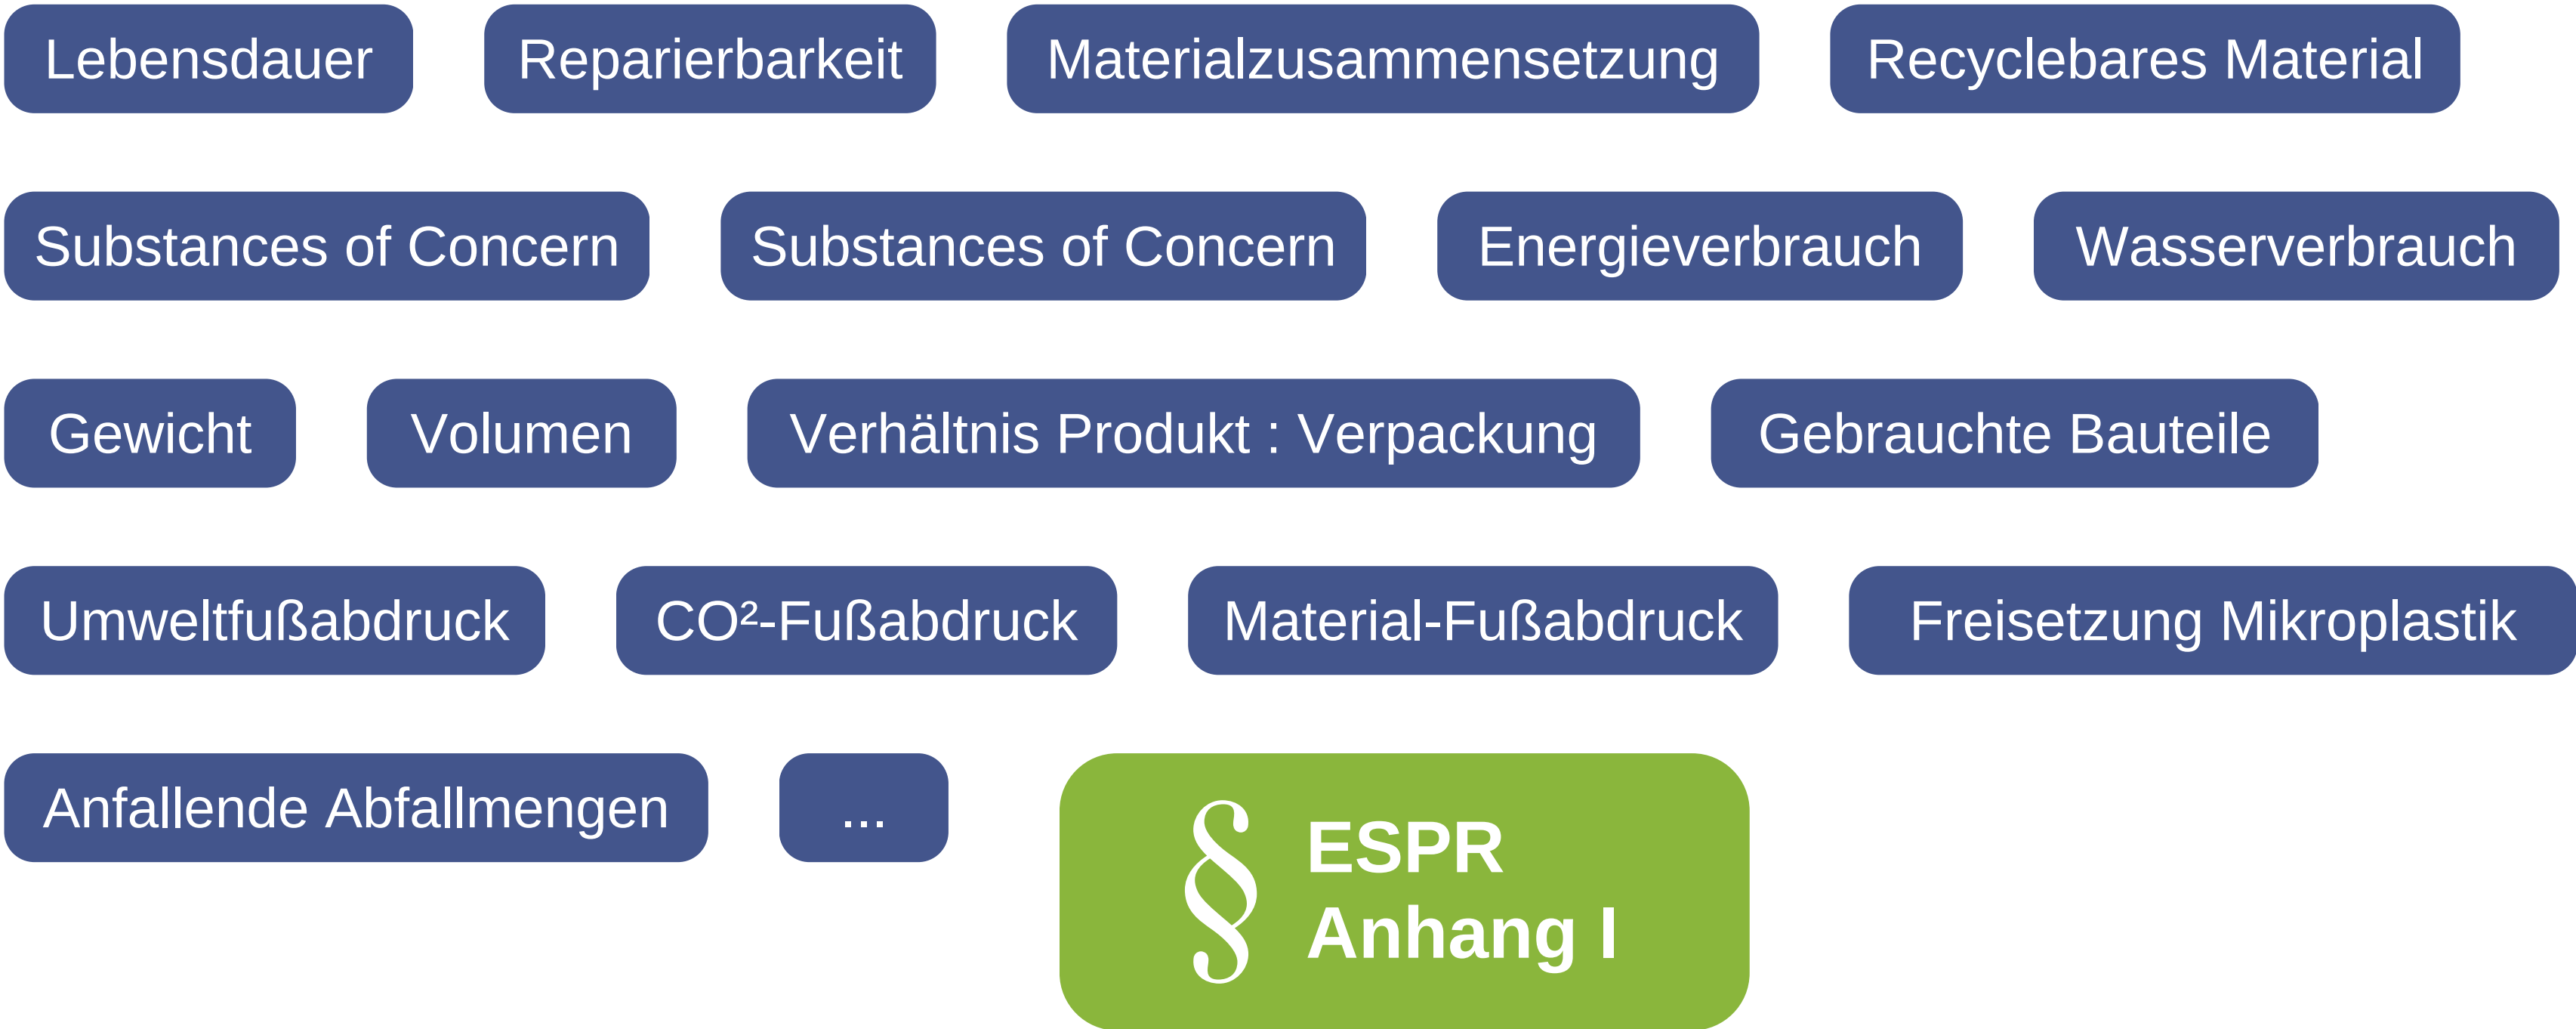 Lebensdauer Reparierbarkeit Materialzusammensetzung Recyclebares Material
Substances of Concern Substances of Concern Energieverbrauch Wasserverbrauch
Gewicht Volumen Verhältnis Produkt : Verpackung Gebrauchte Bauteile
Umweltfußabdruck CO²-Fußabdruck Material-Fußabdruck Freisetzung Mikroplastik
Anfallende Abfallmengen ...
§ ESPR
Anhang I